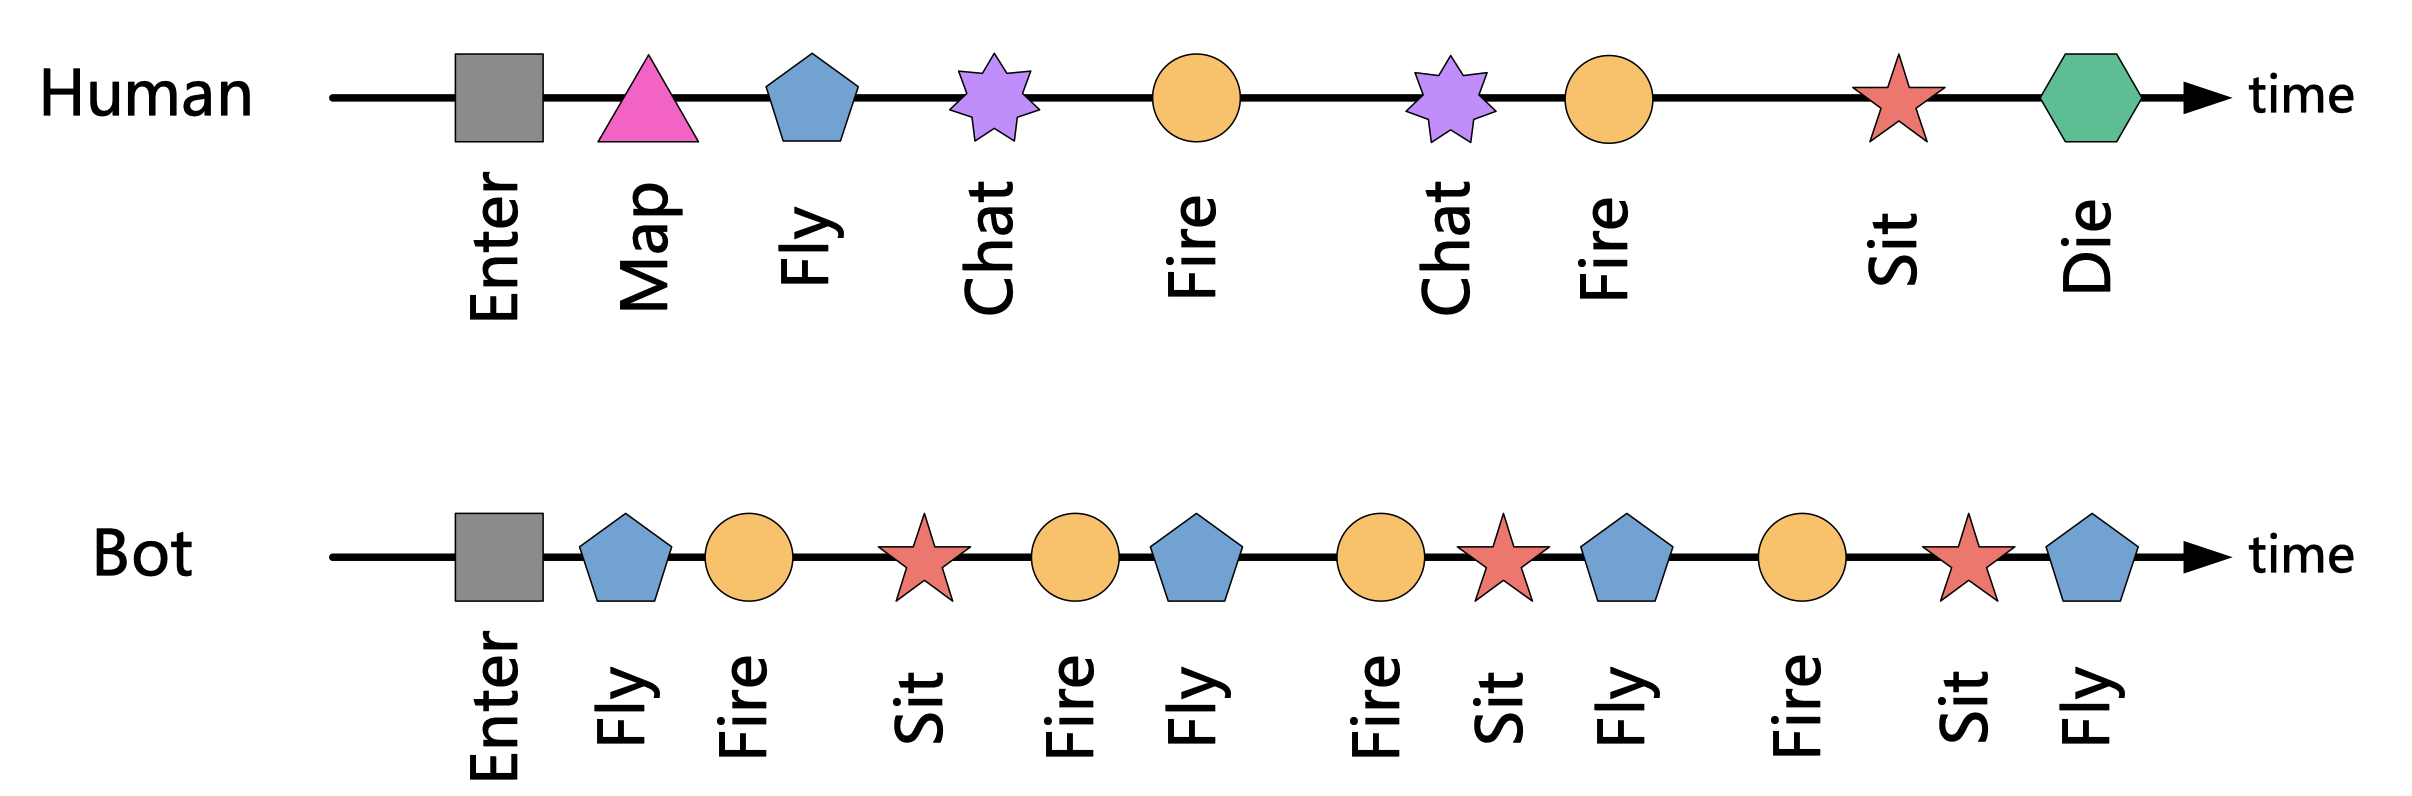 Human
time
Enter
Map
Fly
Chat
Fire
Chat
Fire
Sit
Die
Bot
time
Enter
Fly
Fire
Sit
Fire
Fly
Fire
Sit
Fly
Fire
Sit
Fly